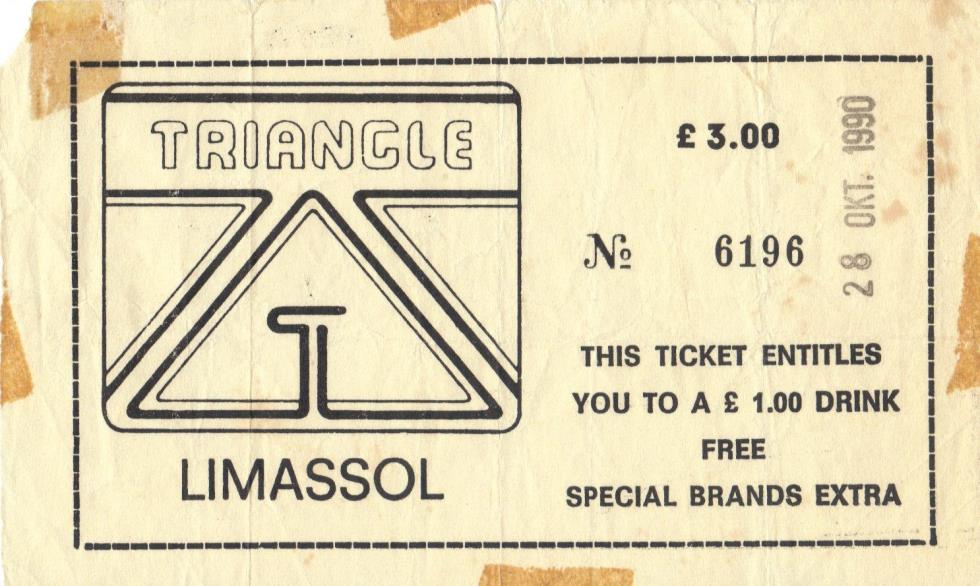 TRIANGLE
LIMASSOL
£ 3.00
№ 6196
28 OKT. 1990
THIS TICKET ENTITLES
YOU TO A £ 1.00 DRINK
FREE
SPECIAL BRANDS EXTRA